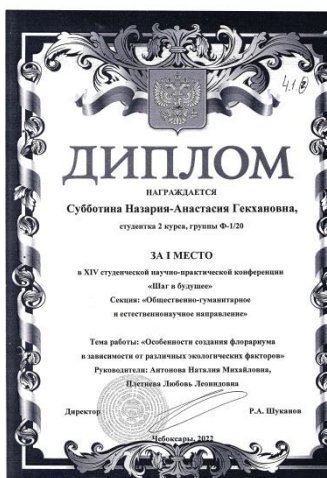 4.1.
ДИПЛОМ
НАГРАЖДАЕТСЯ
Субботина Назария-Анастасия Гекхановна,
студентка 2 курса, группы Ф-1/20
ЗА I МЕСТО
в XIV студенческой научно-практической конференции
«Шаг в будущее»
Секция: «Общественно-гуманитарное
и естественнонаучное направление»
Тема работы: «Особенности создания флорариума
в зависимости от различных экологических факторов»
Руководители: Антонова Наталия Михайловна,
Плетнева Любовь Леонидовна
Директор Р.А. Шуканов
Чебоксары, 2022